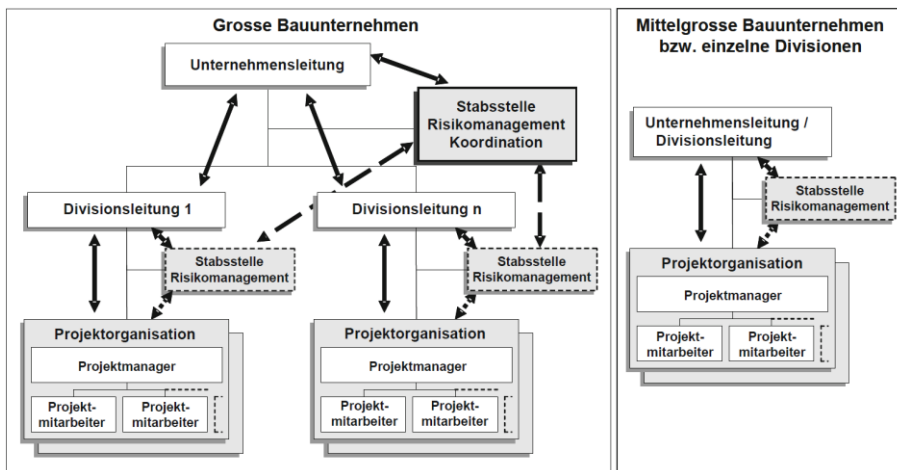 Grosse Bauunternehmen
Unternehmensleitung
Stabsstelle
Risikomanagement
Koordination
Divisionsleitung 1
Divisionsleitung n
Stabsstelle
Risikomanagement
Stabsstelle
Risikomanagement
Projektorganisation
Projektmanager
Projekt-
mitarbeiter
Projekt-
mitarbeiter
Projektorganisation
Projektmanager
Projekt-
mitarbeiter
Projekt-
mitarbeiter
Mittelgrosse Bauunternehmen
bzw. einzelne Divisionen
Unternehmensleitung /
Divisionsleitung
Stabsstelle
Risikomanagement
Projektorganisation
Projektmanager
Projekt-
mitarbeiter
Projekt-
mitarbeiter